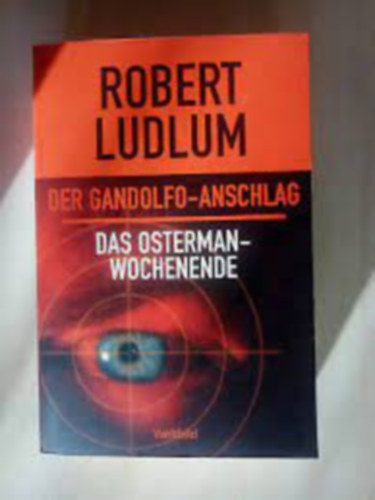 ROBERT
LUDLUM
DER GANDOLFO-ANSCHLAG
DAS OSTERMAN-
WOCHENENDE